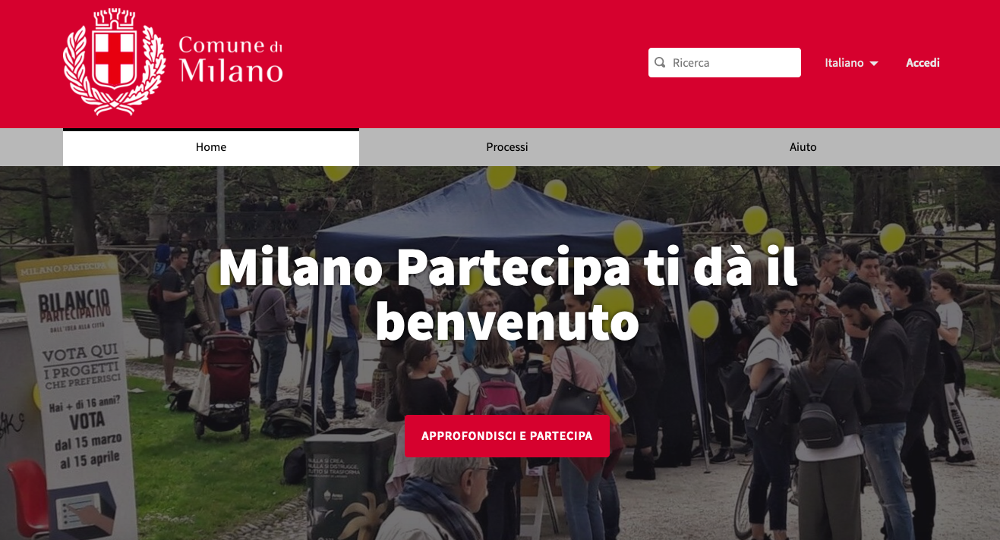 Comune di
Milano
Ricerca
Italiano
Accedi
Home
Processi
Aiuto
Milano Partecipa ti dà il
benvenuto
APPROFONDISCI E PARTECIPA
MILANO PARTECIPA
BILANCIO
PARTECIPATIVO
DALL'IDEA ALLA CITTÀ
VOTA QUI
I PROGETTI
CHE PREFERISCI
Hai + di 16 anni?
VOTA
dal 15 marzo
al 15 aprile
NULLA SI CREA,
NULLA SI DISTRUGGE,
TUTTO SI TRASFORMA